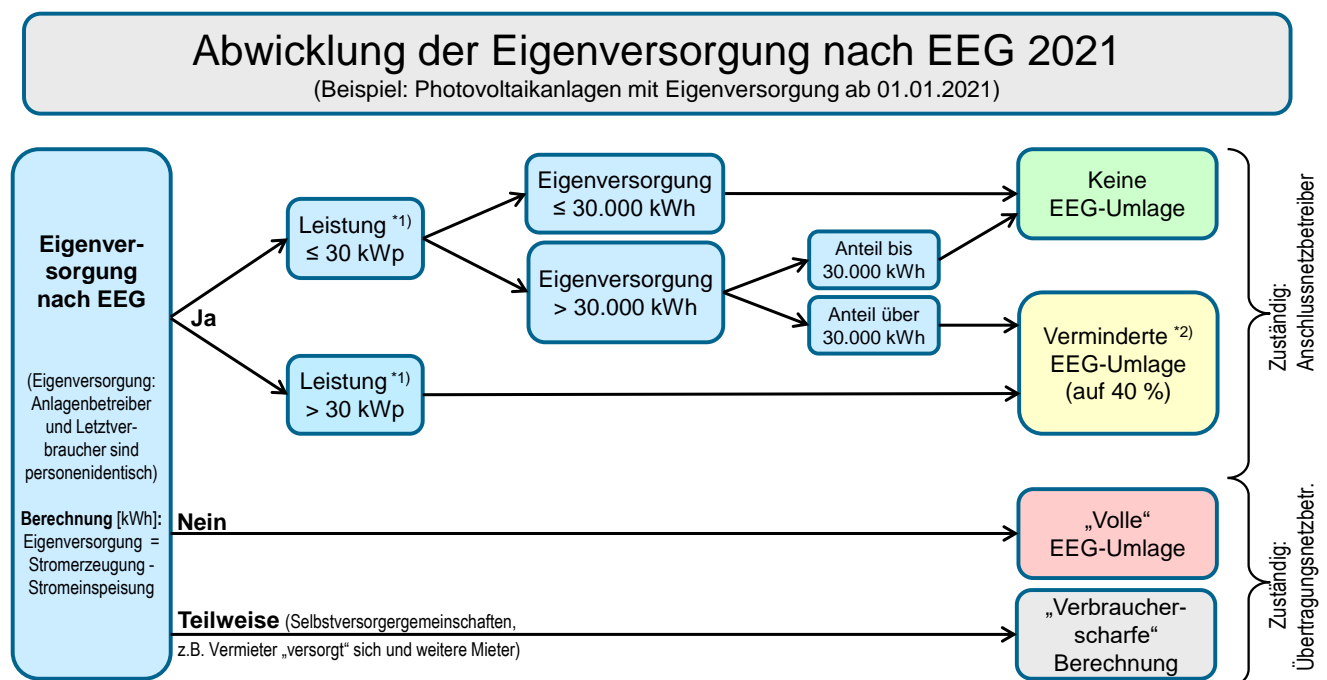 Abwicklung der Eigenversorgung nach EEG 2021
(Beispiel: Photovoltaikanlagen mit Eigenversorgung ab 01.01.2021)
Eigenver-
sorgung
nach EEG
(Eigenversorgung:
Anlagenbetreiber
und Letztver-
braucher sind
personenidentisch)
Berechnung [kWh]:
Eigenversorgung =
Stromerzeugung -
Stromeinspeisung
Ja
Leistung *1)
≤ 30 kWp
Eigenversorgung
≤ 30.000 kWh
Eigenversorgung
> 30.000 kWh
Anteil bis
30.000 kWh
Anteil über
30.000 kWh
Keine
EEG-Umlage
Leistung *1)
> 30 kWp
Verminderte *2)
EEG-Umlage
(auf 40 %)
Zuständig:
Anschlussnetzbetreiber
Nein
„Volle“
EEG-Umlage
Teilweise (Selbstversorgergemeinschaften,
z.B. Vermieter „versorgt“ sich und weitere Mieter)
„Verbraucher-
scharfe“
Berechnung
Zuständig:
Übertragungsnetzbetr.